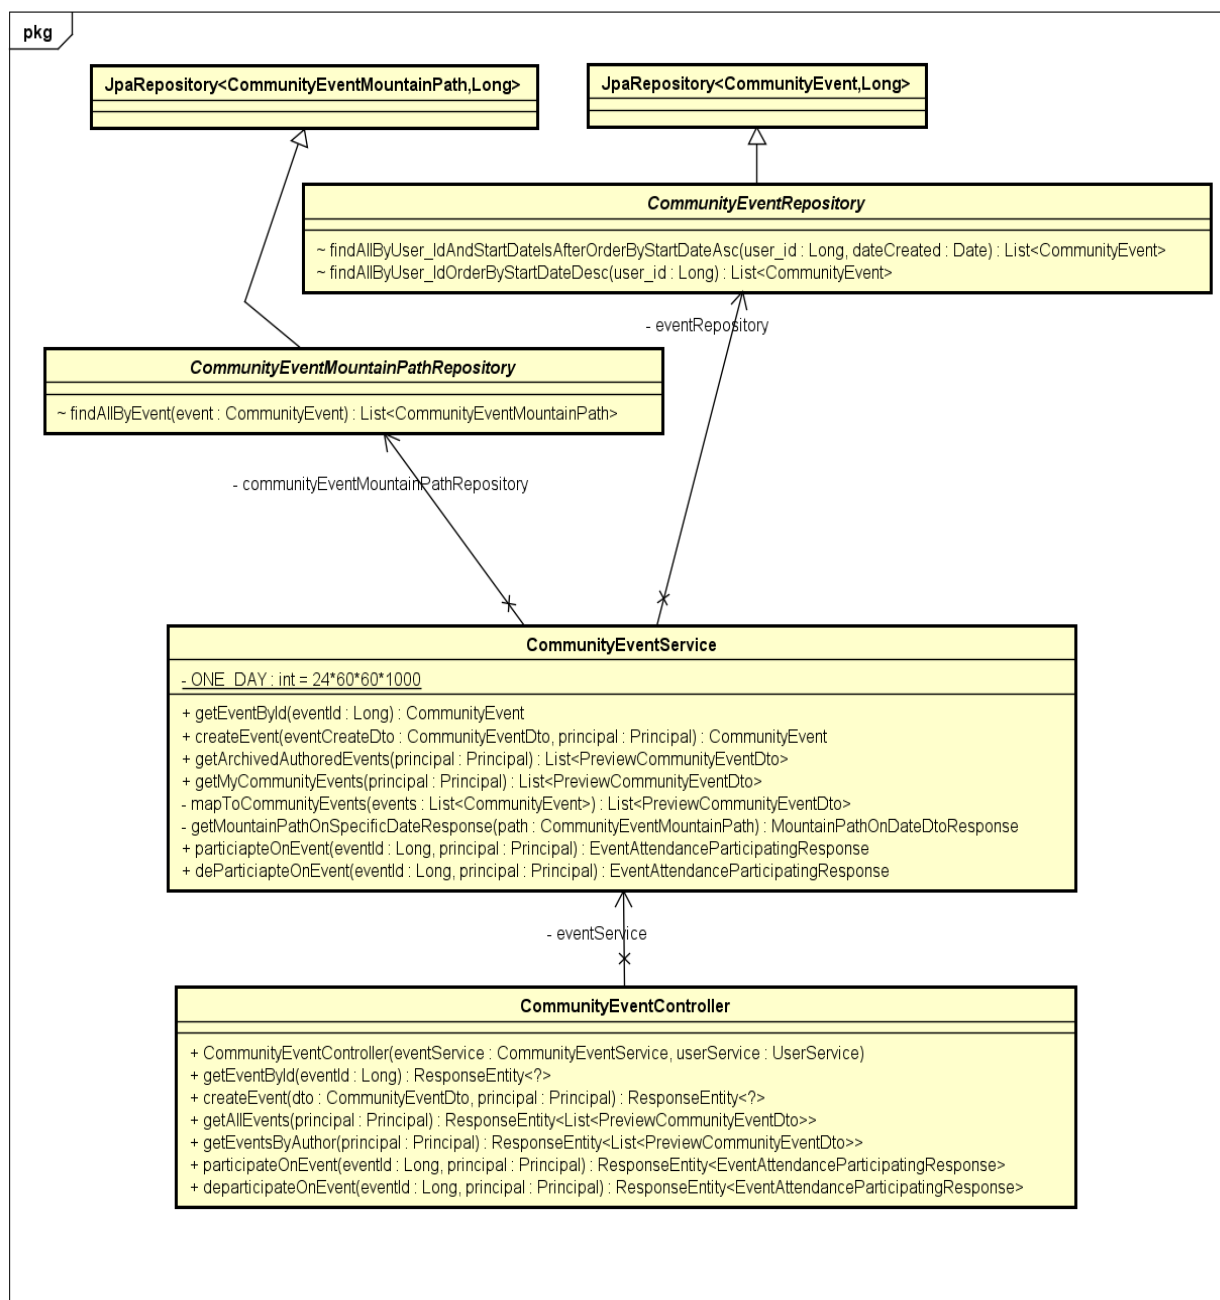 pkg
JpaRepository<CommunityEventMountainPath,Long>
JpaRepository<CommunityEvent,Long>
CommunityEventRepository
~ findAllByUser_IdAndStartDateIsAfterOrderByStartDateAsc(user_id : Long, dateCreated : Date) : List<CommunityEvent>
~ findAllByUser_IdOrderByStartDateDesc(user_id : Long) : List<CommunityEvent>
- eventRepository
CommunityEventMountainPathRepository
~ findAllByEvent(event : CommunityEvent) : List<CommunityEventMountainPath>
- communityEventMountainPathRepository
CommunityEventService
- ONE_DAY : int = 24*60*60*1000
+ getEventById(eventId : Long) : CommunityEvent
+ createEvent(eventCreateDto : CommunityEventDto, principal : Principal) : CommunityEvent
+ getArchivedAuthoredEvents(principal : Principal) : List<PreviewCommunityEventDto>
+ getMyCommunityEvents(principal : Principal) : List<PreviewCommunityEventDto>
- mapToCommunityEvents(events : List<CommunityEvent>) : List<PreviewCommunityEventDto>
- getMountainPathOnSpecificDateResponse(path : CommunityEventMountainPath) : MountainPathOnDateDtoResponse
+ particiapteOnEvent(eventId : Long, principal : Principal) : EventAttendanceParticipatingResponse
+ deParticiapteOnEvent(eventId : Long, principal : Principal) : EventAttendanceParticipatingResponse
- eventService
CommunityEventController
+ CommunityEventController(eventService : CommunityEventService, userService : UserService)
+ getEventById(eventId : Long) : ResponseEntity<?>
+ createEvent(dto : CommunityEventDto, principal : Principal) : ResponseEntity<?>
+ getAllEvents(principal : Principal) : ResponseEntity<List<PreviewCommunityEventDto>>
+ getEventsByAuthor(principal : Principal) : ResponseEntity<List<PreviewCommunityEventDto>>
+ participateOnEvent(eventId : Long, principal : Principal) : ResponseEntity<EventAttendanceParticipatingResponse>
+ departicipateOnEvent(eventId : Long, principal : Principal) : ResponseEntity<EventAttendanceParticipatingResponse>